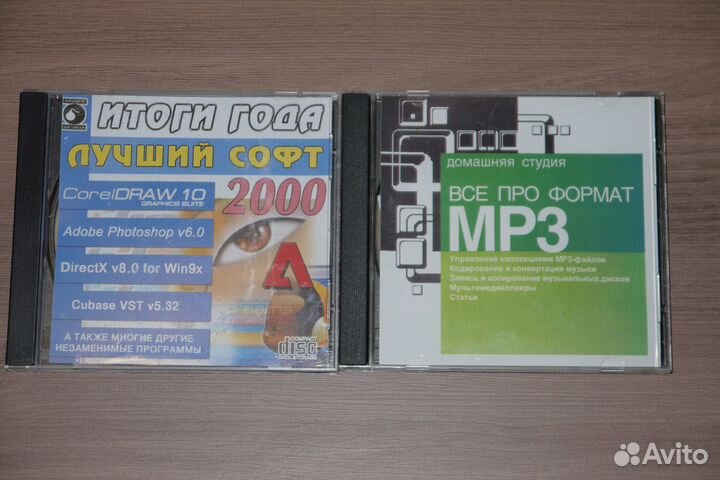 ИТОГИ ГОДА
ЛУЧШИЙ СОФТ
2000
CorelDRAW 10
GRAPHICS SUITE
Adobe Photoshop v6.0
DirectX v8.0 for Win9x
Cubase VST v5.32
А ТАКЖЕ МНОГИЕ ДРУГИЕ
НЕЗАМЕНИМЫЕ ПРОГРАММЫ
COMPACT
disc
DATA STORAGE
домашняя студия
ВСЕ ПРО ФОРМАТ
MP3
Управление коллекциями MP3-файлов
Кодирование и конвертация музыки
Запись и копирование музыкальных дисков
Мультимедиаплееры
Статьи
Avito